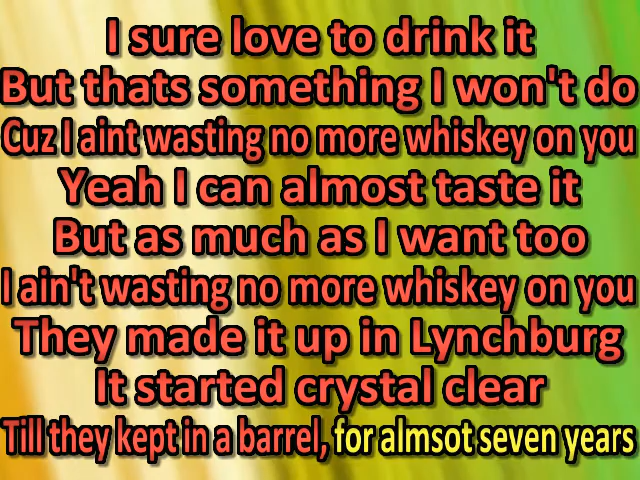 I sure love to drink it
But thats something I won't do
Cuz I aint wasting no more whiskey on you
Yeah I can almost taste it
But as much as I want too
I ain't wasting no more whiskey on you
They made it up in Lynchburg
It started crystal clear
Till they kept in a barrel, for almsot seven years